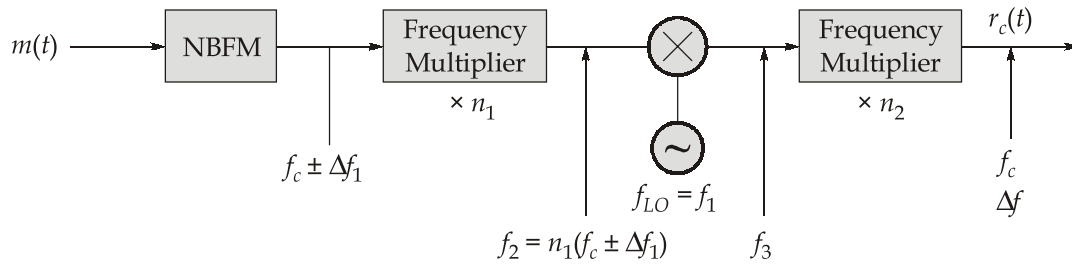 m(t)
NBFM
Frequency
Multiplier
× n₁
Frequency
Multiplier
× n₂
r_c(t)
f_c ± Δf₁
~
f_LO = f₁
f₂ = n₁(f_c ± Δf₁)
f₃
f_c
Δf